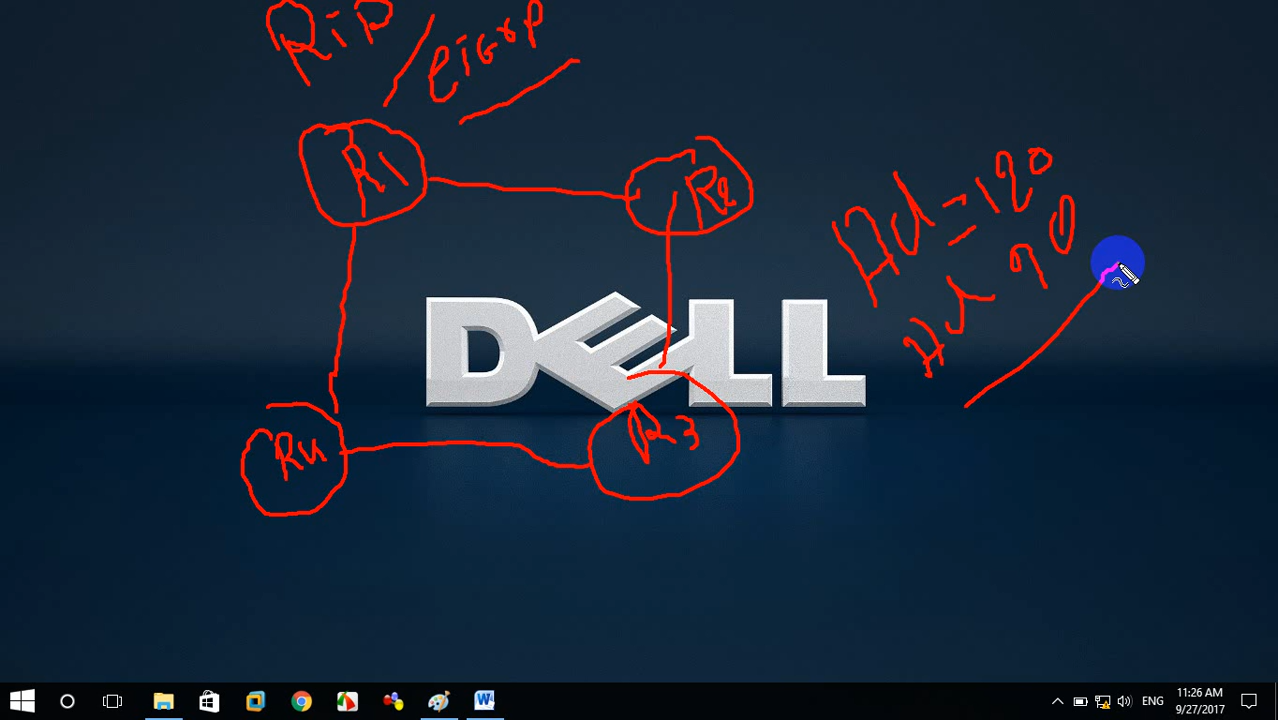 RiP / eiGrp
R1
R2
Ad = 120
Ad 90
DELL
R3
R4
ENG
11:26 AM
9/27/2017